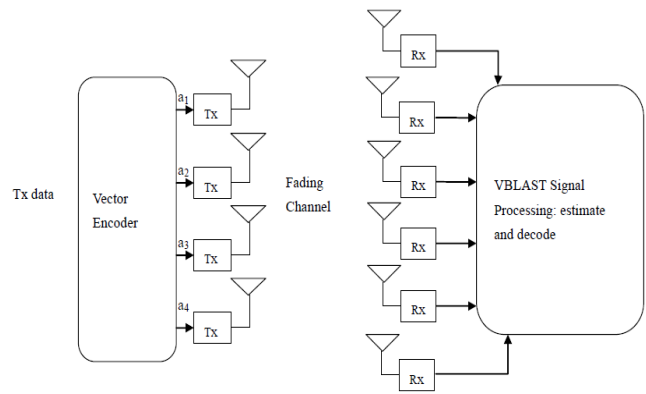 Tx data
Vector
Encoder
a1
Tx
a2
Tx
a3
Tx
a4
Tx
Fading
Channel
Rx
Rx
Rx
Rx
Rx
Rx
VBLAST Signal
Processing: estimate
and decode